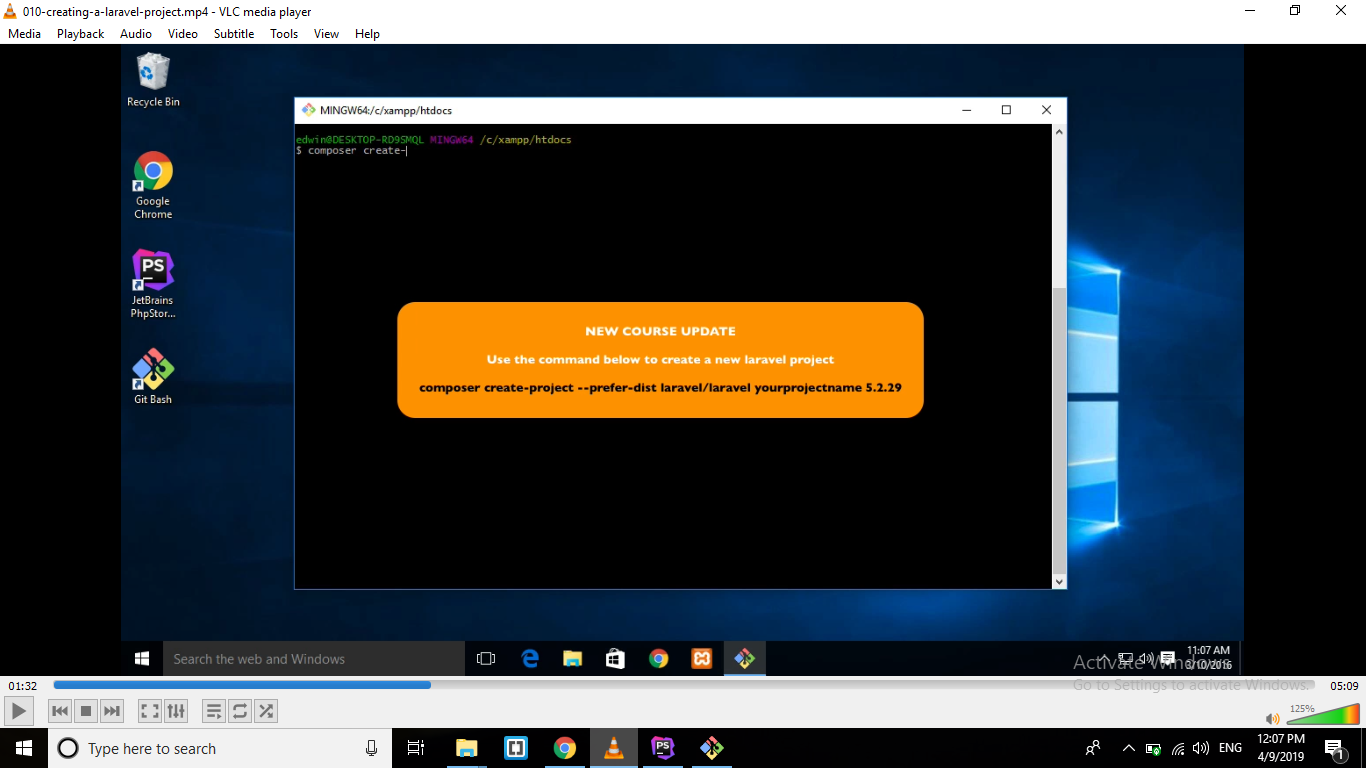 010-creating-a-laravel-project.mp4 - VLC media player
Media Playback Audio Video Subtitle Tools View Help
Recycle Bin
MINGW64:/c/xampp/htdocs
edwin@DESKTOP-RD9SMQL MINGW64 /c/xampp/htdocs
$ composer create-
Google
Chrome
PS
JetBrains
PhpStor...
Git Bash
NEW COURSE UPDATE
Use the command below to create a new laravel project
composer create-project --prefer-dist laravel/laravel yourprojectname 5.2.29
Search the web and Windows
11:07 AM
3/10/2016
Activate Windows
Go to Settings to activate Windows.
01:32
05:09
125%
Type here to search
PS
ENG
12:07 PM
4/9/2019
1